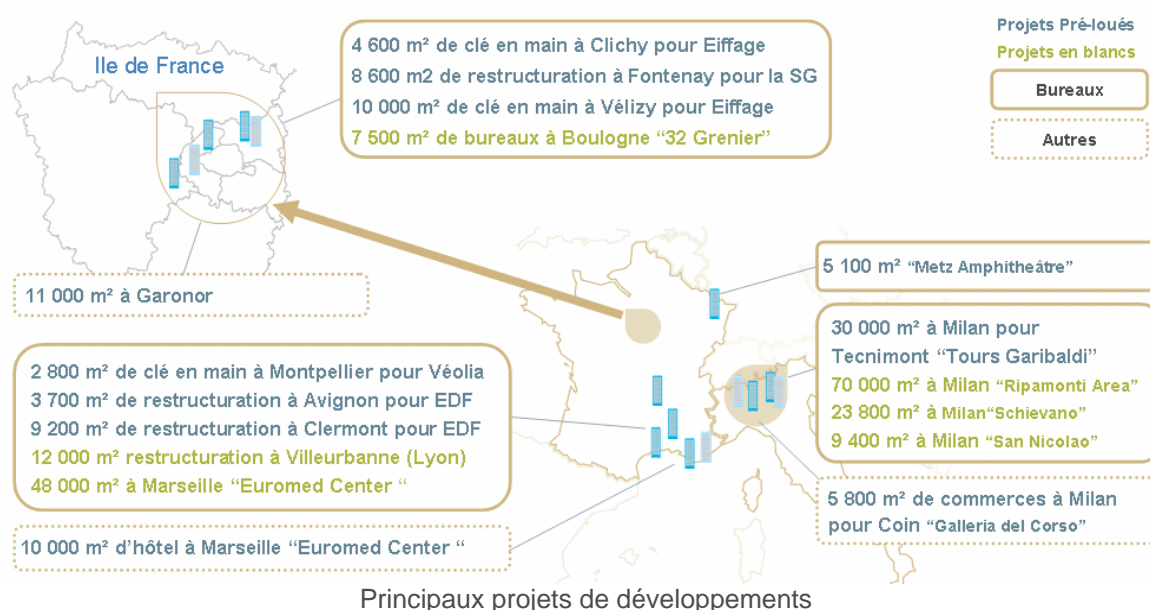 Ile de France
4 600 m² de clé en main à Clichy pour Eiffage
8 600 m2 de restructuration à Fontenay pour la SG
10 000 m² de clé en main à Vélizy pour Eiffage
7 500 m² de bureaux à Boulogne “32 Grenier”
Projets Pré-loués
Projets en blancs
Bureaux
Autres
11 000 m² à Garonor
5 100 m² “Metz Amphitheâtre”
30 000 m² à Milan pour
Tecnimont “Tours Garibaldi”
70 000 m² à Milan “Ripamonti Area”
23 800 m² à Milan“Schievano”
9 400 m² à Milan “San Nicolao”
2 800 m² de clé en main à Montpellier pour Véolia
3 700 m² de restructuration à Avignon pour EDF
9 200 m² de restructuration à Clermont pour EDF
12 000 m² restructuration à Villeurbanne (Lyon)
48 000 m² à Marseille “Euromed Center “
5 800 m² de commerces à Milan
pour Coin “Galleria del Corso”
10 000 m² d’hôtel à Marseille “Euromed Center “
Principaux projets de développements